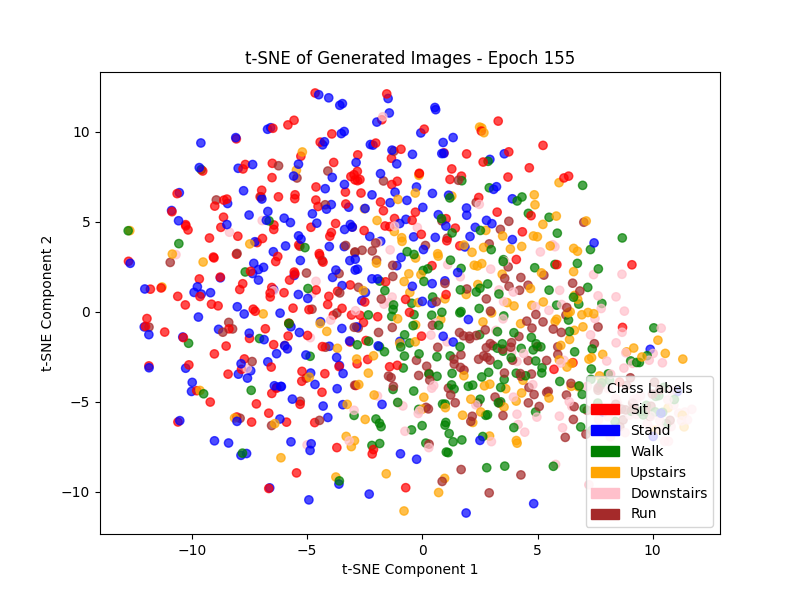 t-SNE of Generated Images - Epoch 155
10
5
0
−5
−10
t-SNE Component 2
Class Labels
Sit
Stand
Walk
Upstairs
Downstairs
Run
−10 −5 0 5 10
t-SNE Component 1